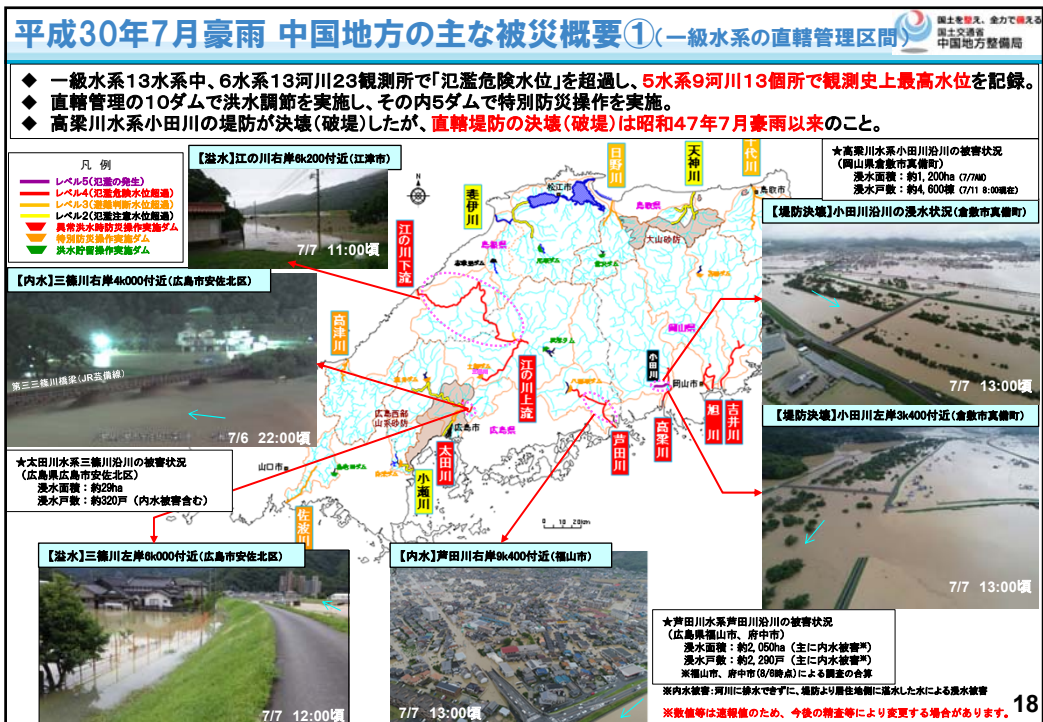 平成30年7月豪雨 中国地方の主な被災概要①(一級水系の直轄管理区間)
国土を整え、全力で備える
国土交通省
中国地方整備局
◆ 一級水系13水系中、6水系13河川23観測所で「氾濫危険水位」を超過し、5水系9河川13個所で観測史上最高水位を記録。
◆ 直轄管理の10ダムで洪水調節を実施し、その内5ダムで特別防災操作を実施。
◆ 高梁川水系小田川の堤防が決壊(破堤)したが、直轄堤防の決壊(破堤)は昭和47年7月豪雨以来のこと。
凡 例
レベル5(氾濫の発生)
レベル4(氾濫危険水位超過)
レベル3(避難判断水位超過)
レベル2(氾濫注意水位超過)
異常洪水時防災操作実施ダム
特別防災操作実施ダム
洪水貯留操作実施ダム
【溢水】江の川右岸6k200付近(江津市)
7/7 11:00頃
【内水】三篠川右岸4k000付近(広島市安佐北区)
第三三篠川橋梁(JR芸備線)
7/6 22:00頃
★太田川水系三篠川沿川の被害状況
(広島県広島市安佐北区)
浸水面積:約29ha
浸水戸数:約320戸(内水被害含む)
【溢水】三篠川左岸6k000付近(広島市安佐北区)
7/7 12:00頃
【内水】芦田川右岸9k400付近(福山市)
7/7 13:00頃
斐伊川
日野川
天神川
千代川
松江市
鳥取市
鳥取県
島根県
大山砂防
江の川下流
高津川
江の川上流
岡山県
小田川
岡山市
旭川
吉井川
高梁川
芦田川
広島西部
山系砂防
広島市
広島県
太田川
小瀬川
山口市
佐波川
0 10 20km
★高梁川水系小田川沿川の被害状況
(岡山県倉敷市真備町)
浸水面積:約1,200ha (7/7AM)
浸水戸数:約4,600棟 (7/11 8:00現在)
【堤防決壊】小田川沿川の浸水状況(倉敷市真備町)
7/7 13:00頃
【堤防決壊】小田川左岸3k400付近(倉敷市真備町)
7/7 13:00頃
★芦田川水系芦田川沿川の被害状況
(広島県福山市、府中市)
浸水面積:約2,050ha (主に内水被害※)
浸水戸数:約2,290戸 (主に内水被害※)
※福山市、府中市(8/6時点)による調査の合算
※内水被害:河川に排水できずに、堤防より居住地側に湛水した水による浸水被害
※数値等は速報値のため、今後の精査等により変更する場合があります。
18